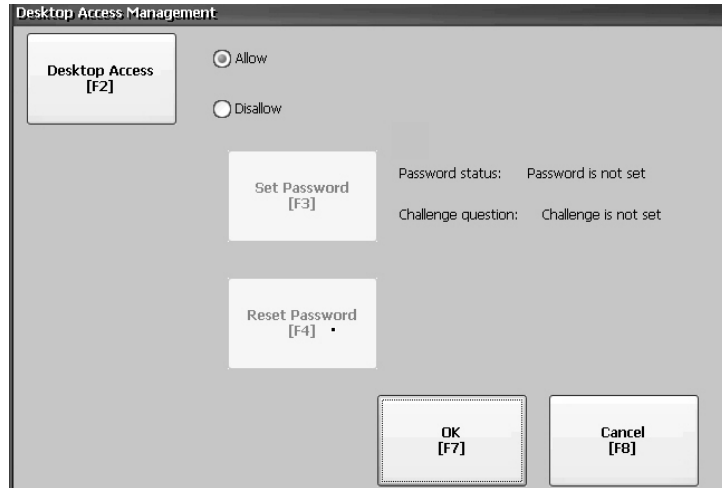 Desktop Access Management
Desktop Access
[F2]
Allow
Disallow
Set Password
[F3]
Password status: Password is not set
Challenge question: Challenge is not set
Reset Password
[F4]
OK
[F7]
Cancel
[F8]